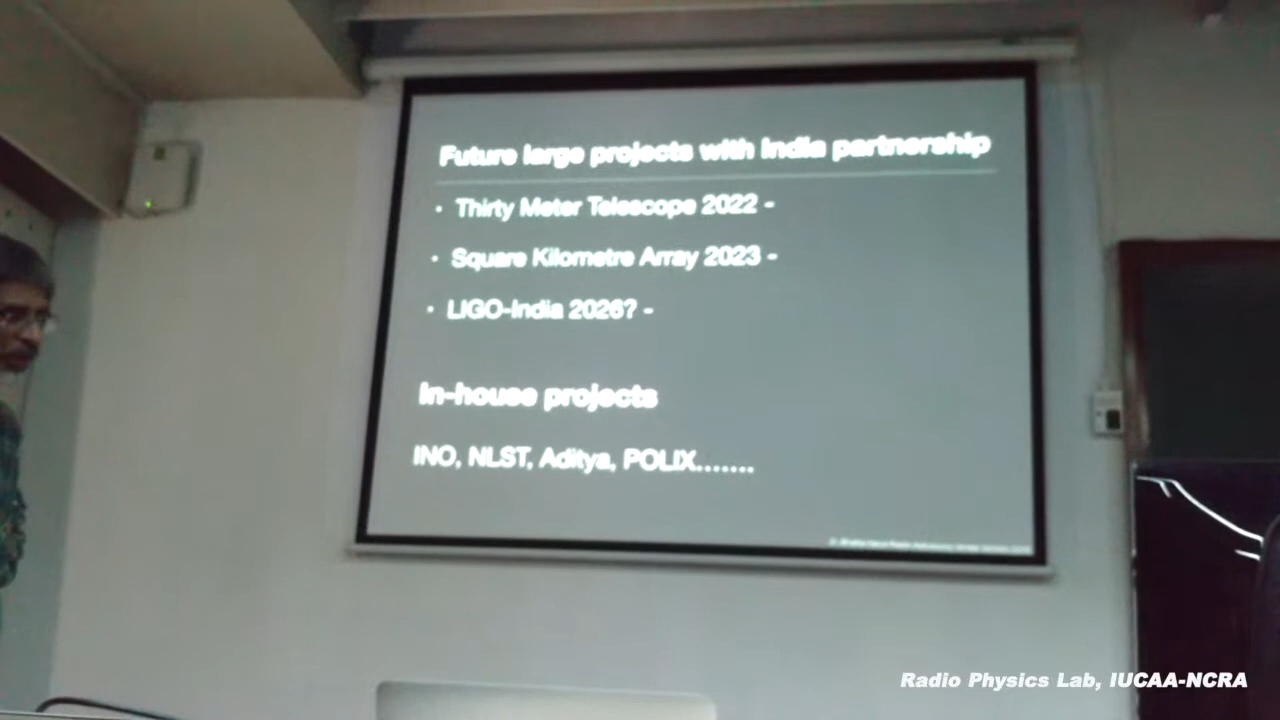 Future large projects with India partnership
• Thirty Meter Telescope 2022 -
• Square Kilometre Array 2023 -
• LIGO-India 2026? -
In-house projects
INO, NLST, Aditya, POLIX.......
Radio Physics Lab, IUCAA-NCRA